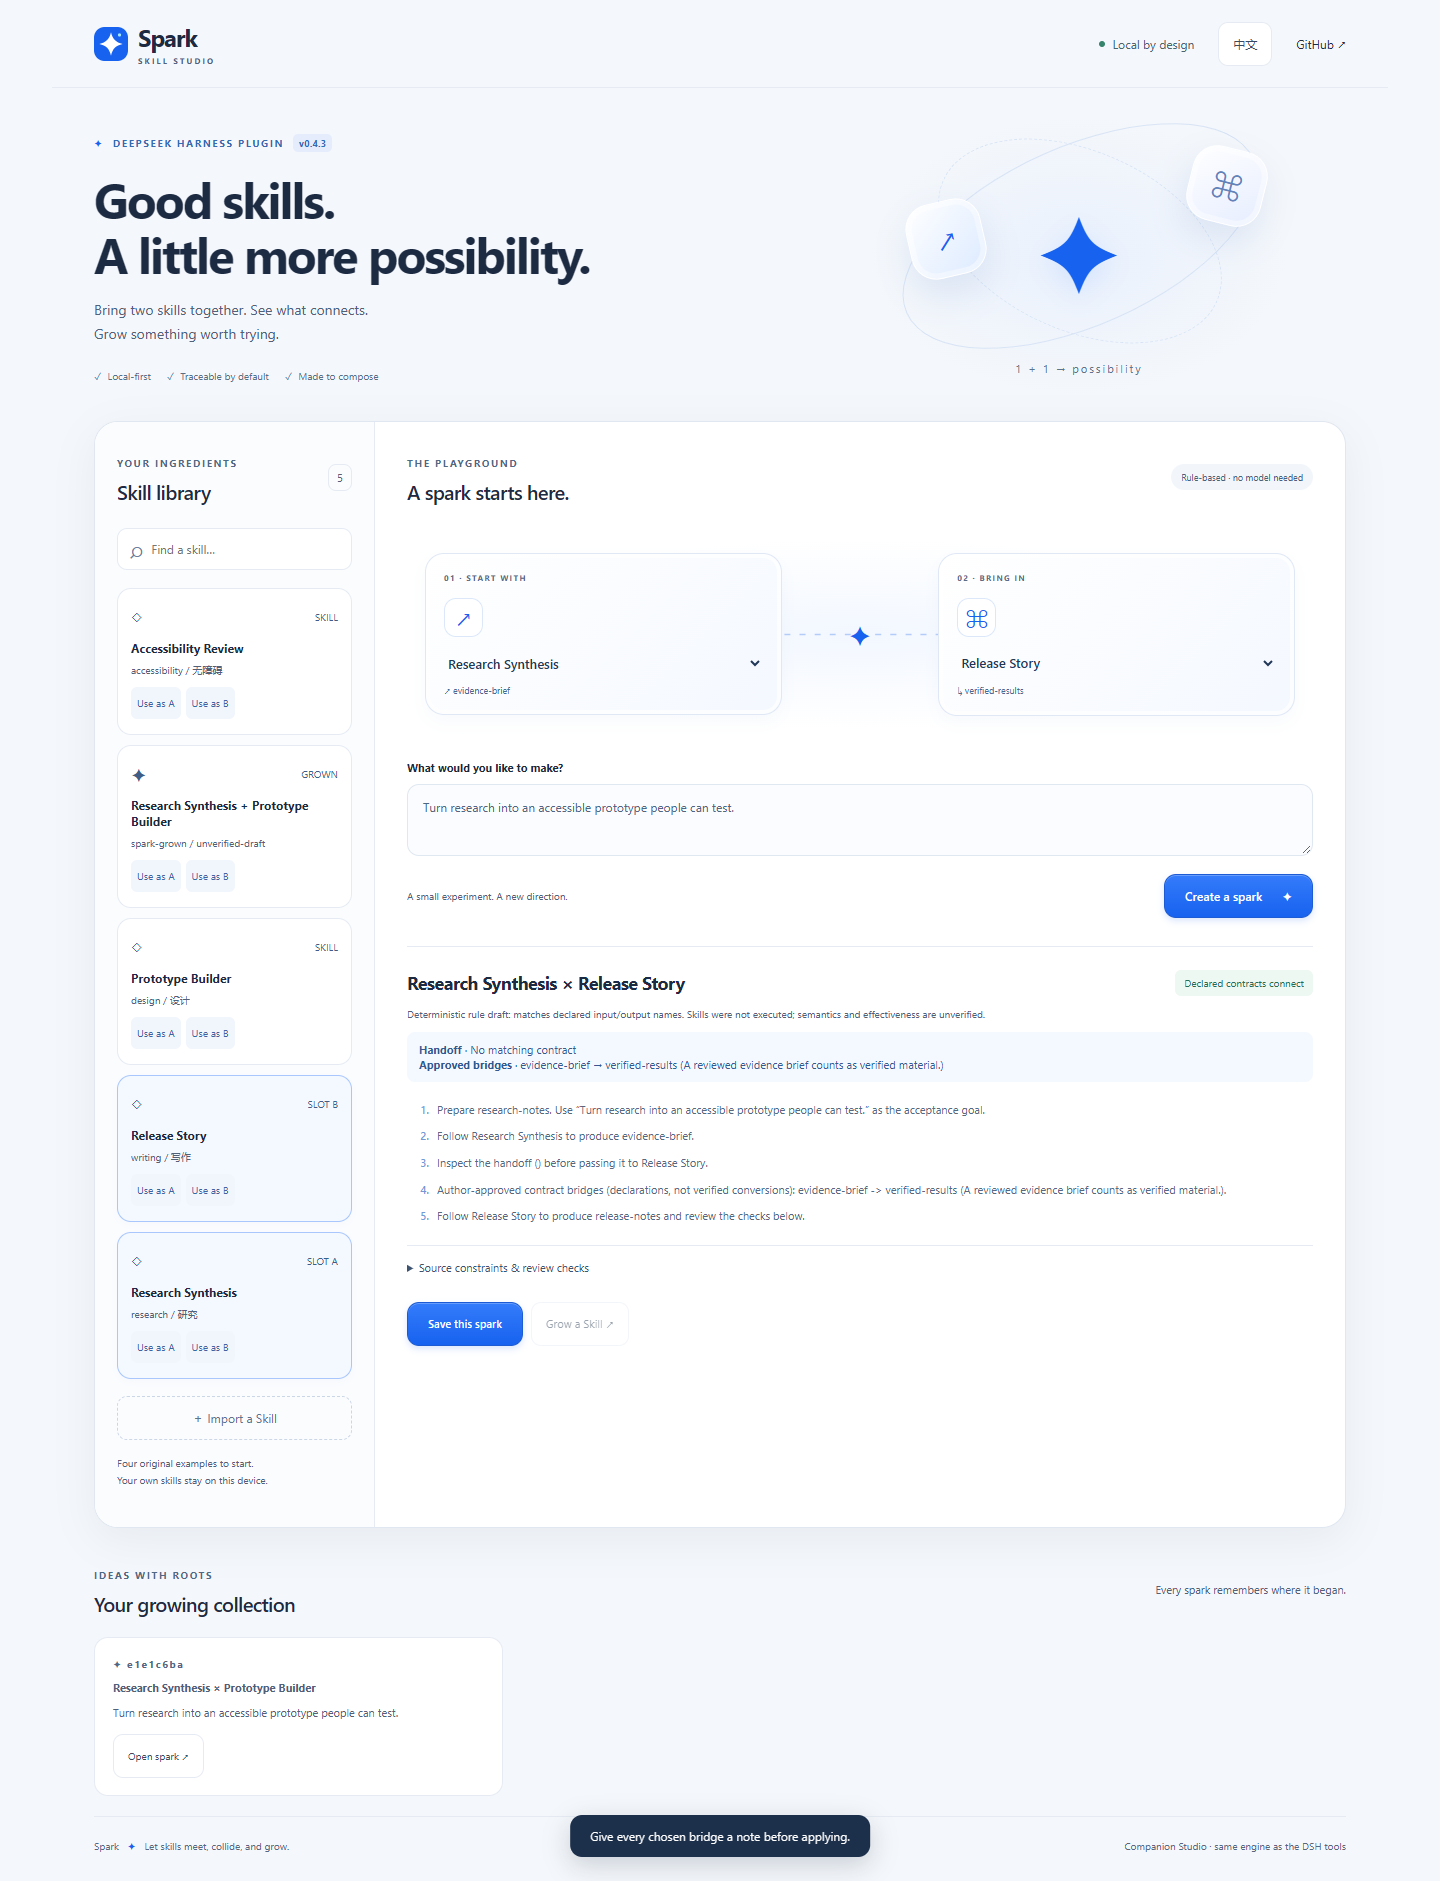 Spark
SKILL STUDIO
Local by design
中文
GitHub ↗
✦ DEEPSEEK HARNESS PLUGIN v0.4.3
Good skills.
A little more possibility.
Bring two skills together. See what connects.
Grow something worth trying.
✓ Local-first ✓ Traceable by default ✓ Made to compose
1 + 1 → possibility
YOUR INGREDIENTS
Skill library
5
Find a skill...
SKILL
Accessibility Review
accessibility / 无障碍
Use as A Use as B
GROWN
Research Synthesis + Prototype
Builder
spark-grown / unverified-draft
Use as A Use as B
SKILL
Prototype Builder
design / 设计
Use as A Use as B
SLOT B
Release Story
writing / 写作
Use as A Use as B
SLOT A
Research Synthesis
research / 研究
Use as A Use as B
+ Import a Skill
Four original examples to start.
Your own skills stay on this device.
THE PLAYGROUND
A spark starts here.
Rule-based · no model needed
01 · START WITH
Research Synthesis
↗ evidence-brief
02 · BRING IN
Release Story
↳ verified-results
What would you like to make?
Turn research into an accessible prototype people can test.
A small experiment. A new direction.
Create a spark ✦
Research Synthesis × Release Story
Declared contracts connect
Deterministic rule draft: matches declared input/output names. Skills were not executed; semantics and effectiveness are unverified.
Handoff · No matching contract
Approved bridges · evidence-brief → verified-results (A reviewed evidence brief counts as verified material.)
1. Prepare research-notes. Use “Turn research into an accessible prototype people can test.” as the acceptance goal.
2. Follow Research Synthesis to produce evidence-brief.
3. Inspect the handoff () before passing it to Release Story.
4. Author-approved contract bridges (declarations, not verified conversions): evidence-brief -> verified-results (A reviewed evidence brief counts as verified material.).
5. Follow Release Story to produce release-notes and review the checks below.
▶ Source constraints & review checks
Save this spark
Grow a Skill ↗
IDEAS WITH ROOTS
Your growing collection
Every spark remembers where it began.
✦ e1e1c6ba
Research Synthesis × Prototype Builder
Turn research into an accessible prototype people can test.
Open spark ↗
Spark ✦ Let skills meet, collide, and grow.
Give every chosen bridge a note before applying.
Companion Studio · same engine as the DSH tools